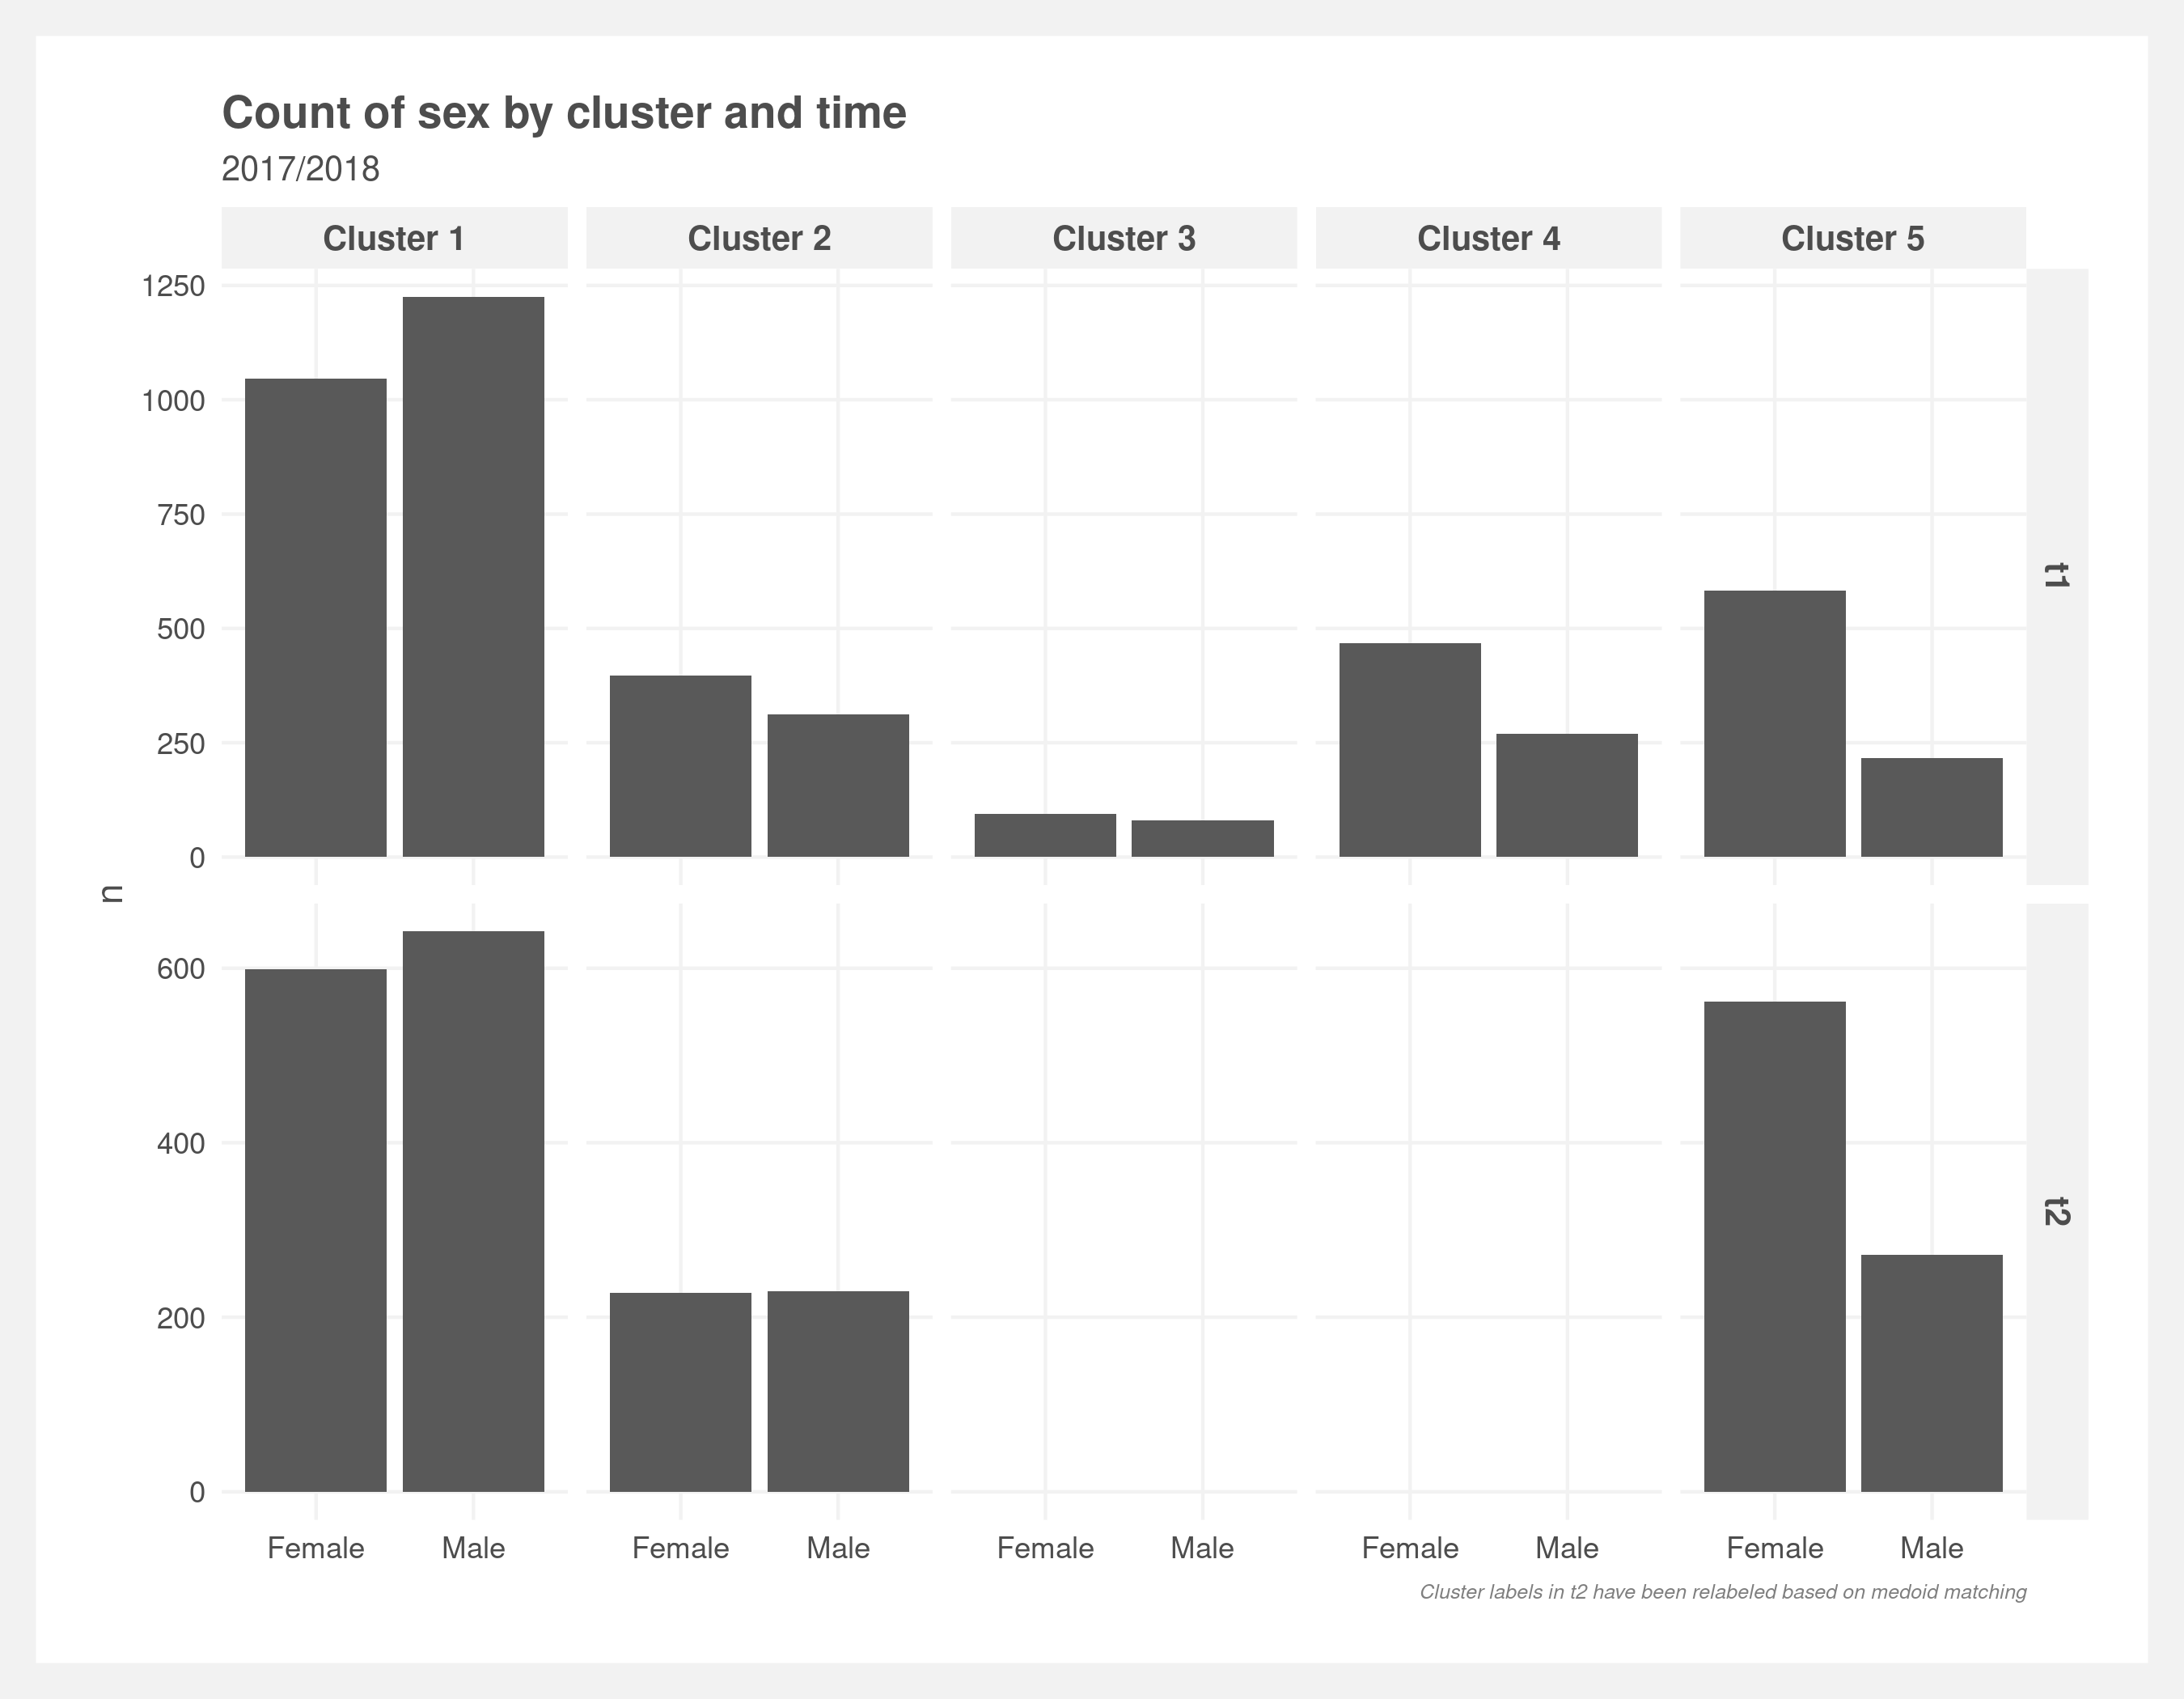 Count of sex by cluster and time
2017/2018
Cluster 1 Cluster 2 Cluster 3 Cluster 4 Cluster 5
1250
1000
750
500
250
0
t1
n
600
400
200
0
t2
Female Male Female Male Female Male Female Male Female Male
Cluster labels in t2 have been relabeled based on medoid matching